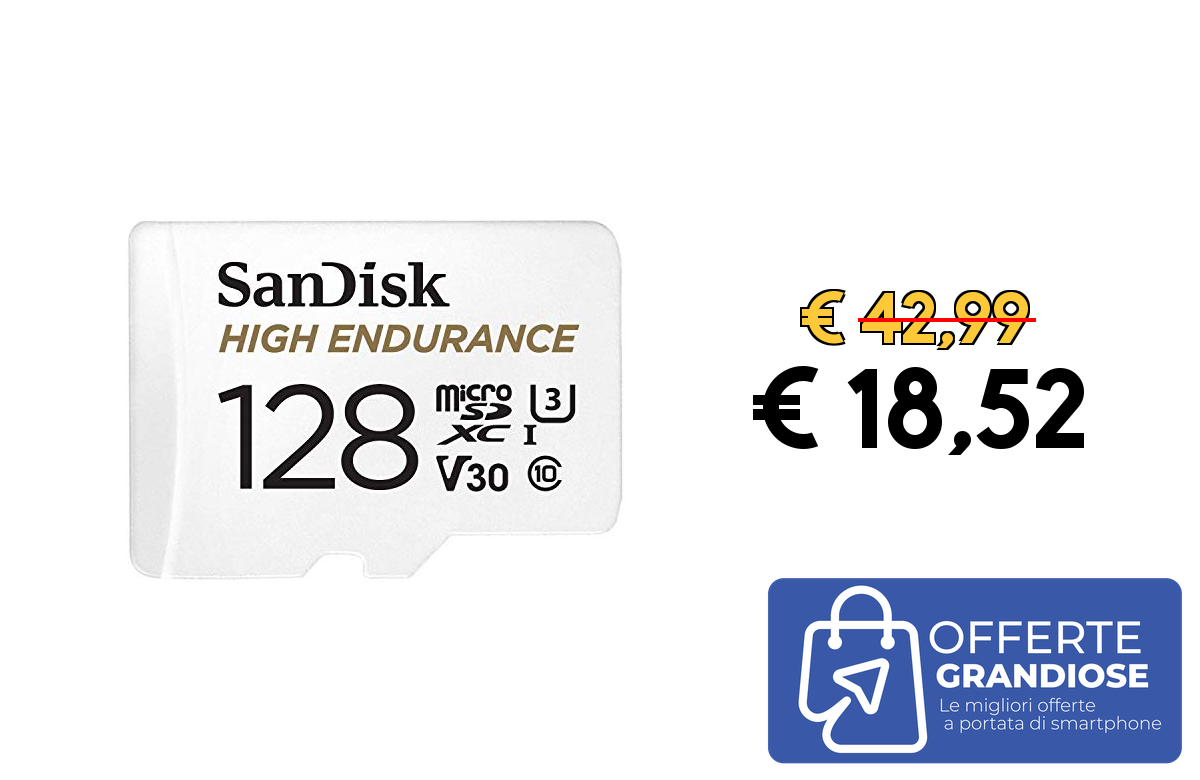 SanDisk
HIGH ENDURANCE
128
micro
SD
XC I
U3
V30
10
€ 42,99
€ 18,52
OFFERTE
GRANDIOSE
Le migliori offerte
a portata di smartphone